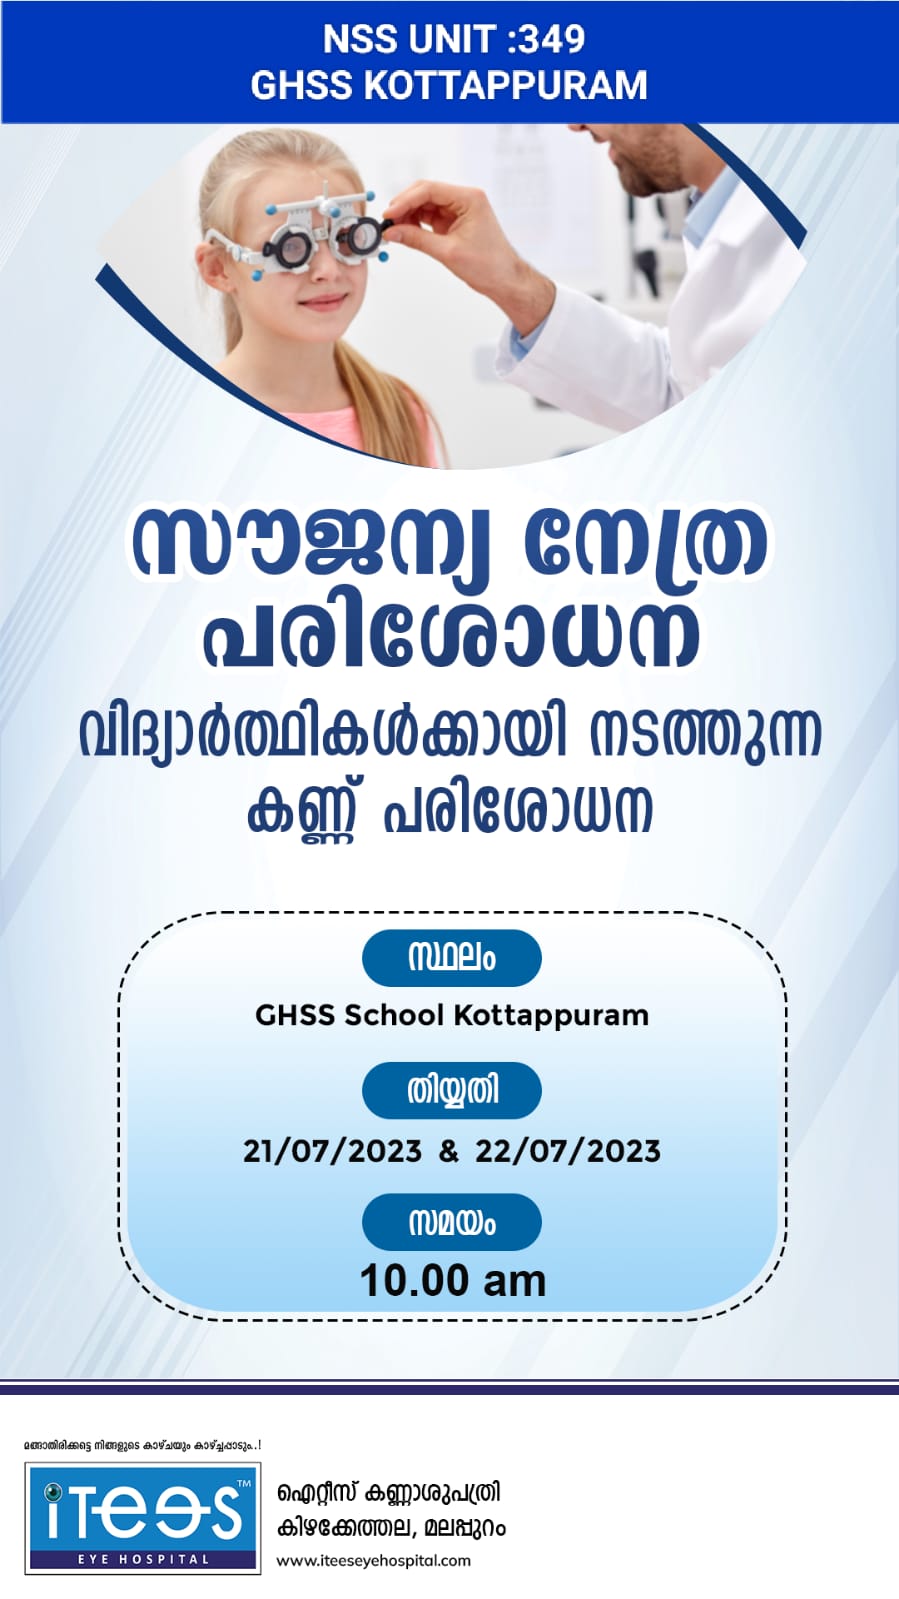 NSS UNIT :349
GHSS KOTTAPPURAM
സൗജന്യ നേത്ര
പരിശോധന
വിദ്യാർത്ഥികൾക്കായി നടത്തുന്ന
കണ്ണ് പരിശോധന
സ്ഥലം
GHSS School Kottappuram
തിയ്യതി
21/07/2023 & 22/07/2023
സമയം
10.00 am
മങ്ങാതിരിക്കട്ടെ നിങ്ങളുടെ കാഴ്ചയും കാഴ്ച്ചപ്പാടും..!
iTees™
EYE HOSPITAL
ഐറ്റീസ് കണ്ണാശുപത്രി
കിഴക്കേത്തല, മലപ്പുറം
www.iteeseyehospital.com